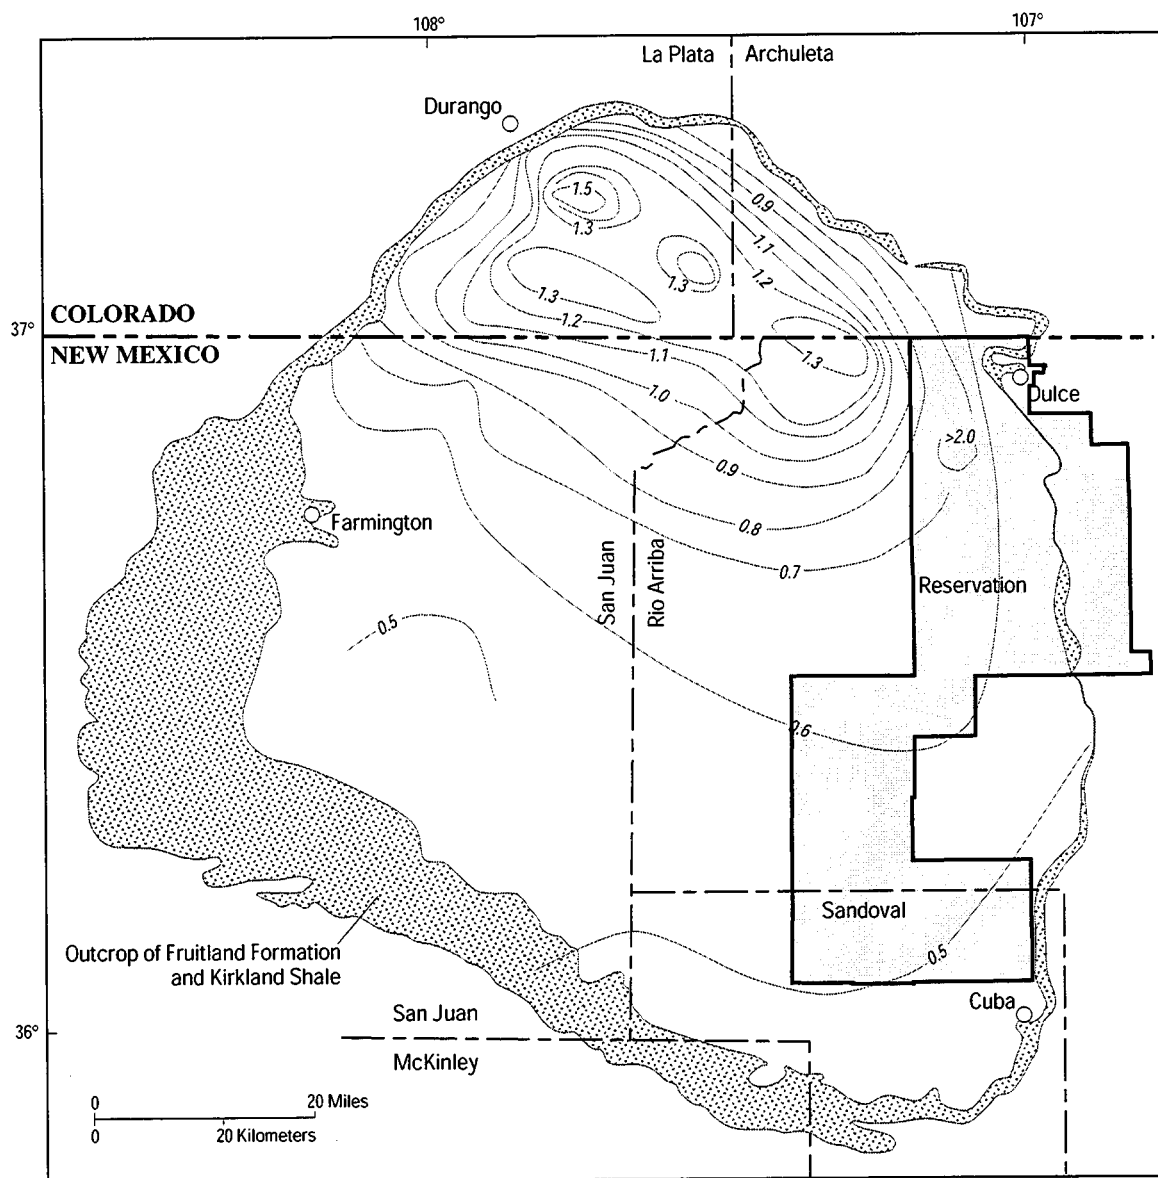 108°
107°
La Plata
Archuleta
Durango
1.5
1.3
0.9
1.1
1.2
1.3
1.3
1.2
COLORADO
37°
NEW MEXICO
1.1
1.3
1.0
Dulce
0.9
>2.0
0.8
Farmington
0.7
San Juan
Rio Arriba
Reservation
0.5
0.6
Sandoval
0.5
Outcrop of Fruitland Formation
and Kirkland Shale
Cuba
36°
San Juan
McKinley
0
20 Miles
0
20 Kilometers